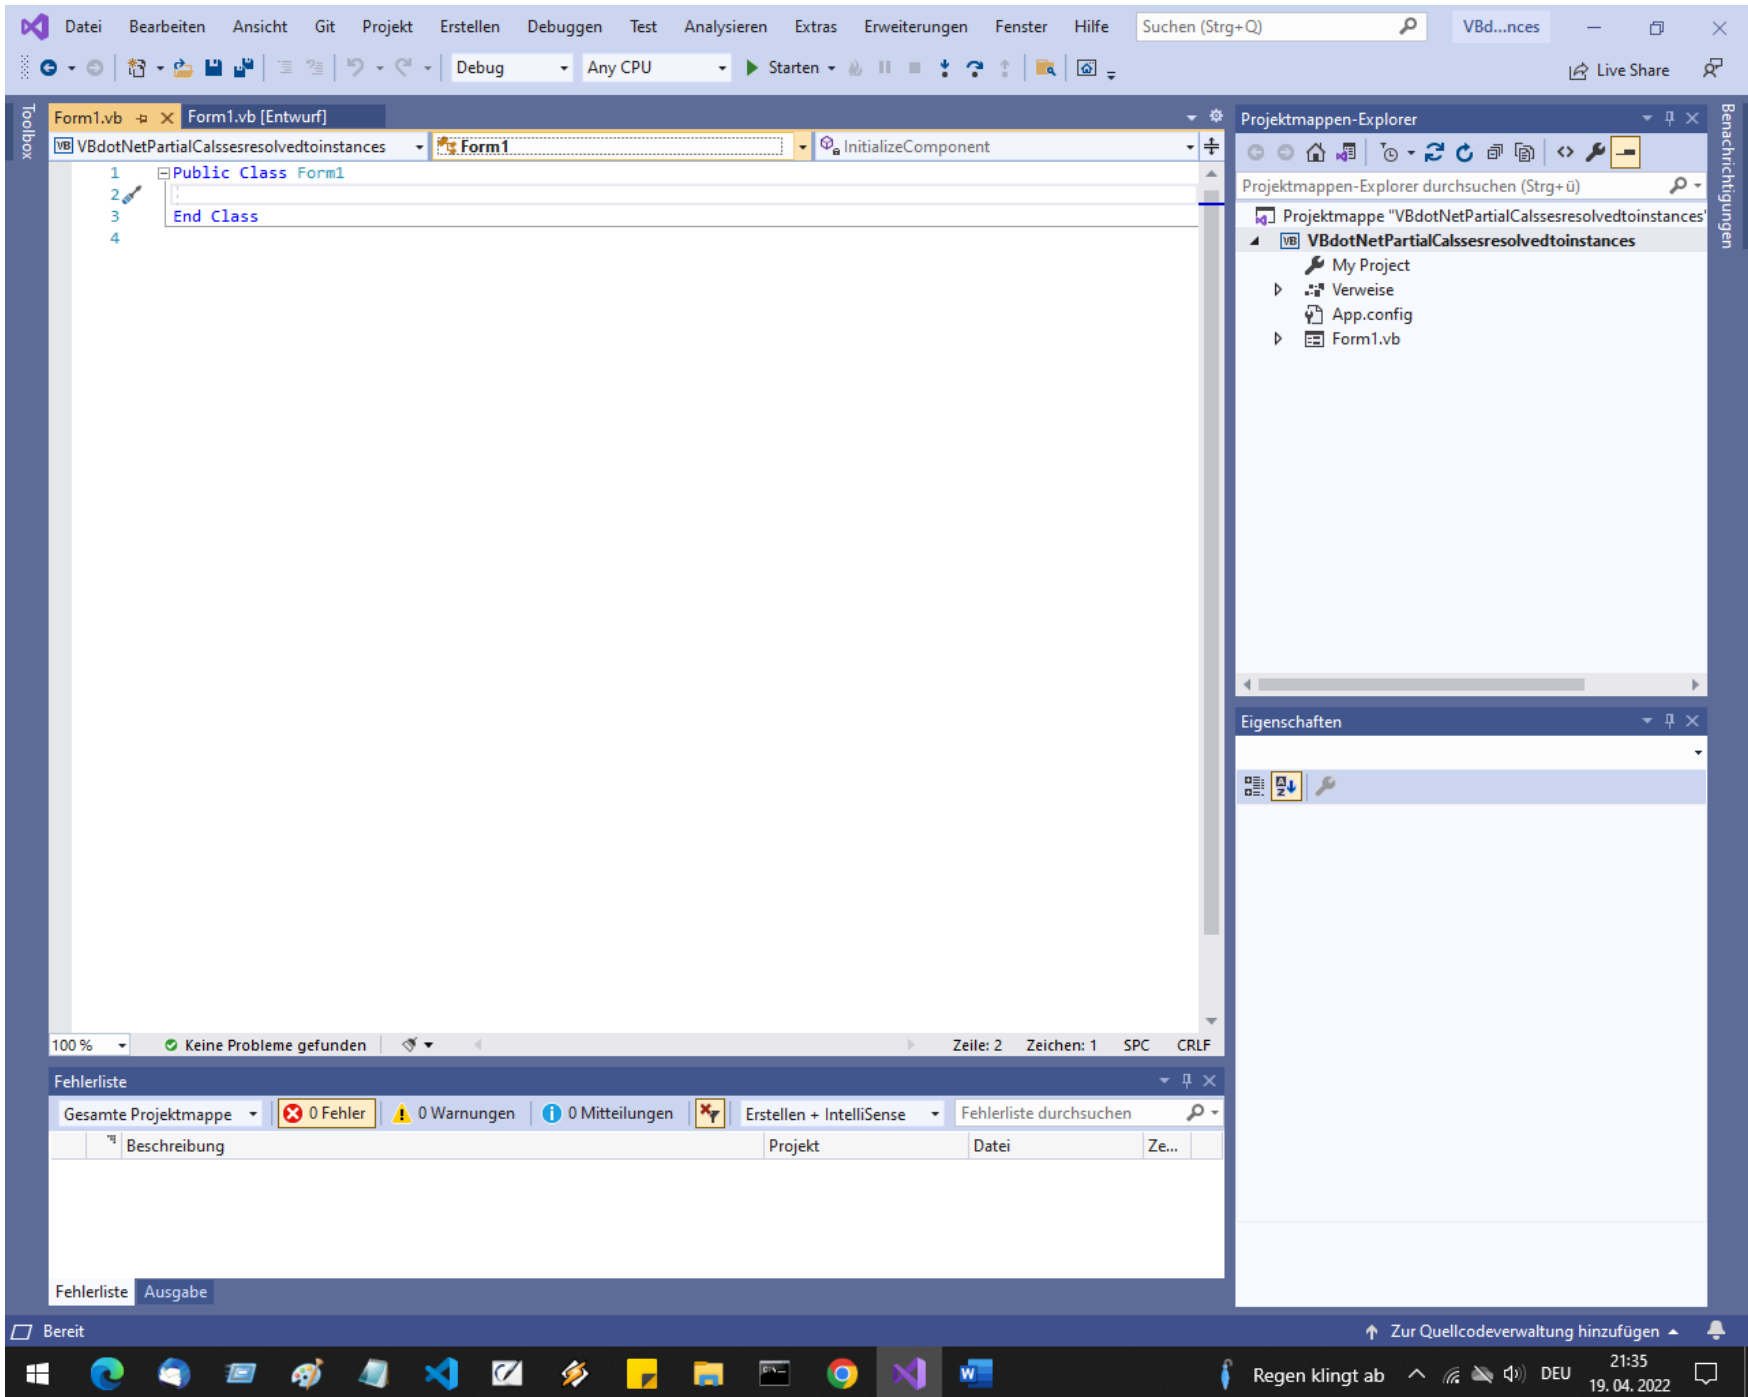 Datei Bearbeiten Ansicht Git Projekt Erstellen Debuggen Test Analysieren Extras Erweiterungen Fenster Hilfe Suchen (Strg+Q) VBd...nces
Debug Any CPU Starten Live Share
Toolbox
Form1.vb Form1.vb [Entwurf]
VB VBdotNetPartialCalssesresolvedtoinstances Form1 InitializeComponent
1 Public Class Form1
2
3 End Class
4
100 % Keine Probleme gefunden Zeile: 2 Zeichen: 1 SPC CRLF
Fehlerliste
Gesamte Projektmappe 0 Fehler 0 Warnungen 0 Mitteilungen Erstellen + IntelliSense Fehlerliste durchsuchen
Beschreibung Projekt Datei Ze...
Fehlerliste Ausgabe
Projektmappen-Explorer
Projektmappen-Explorer durchsuchen (Strg+ü)
Projektmappe "VBdotNetPartialCalssesresolvedtoinstances"
VB VBdotNetPartialCalssesresolvedtoinstances
My Project
Verweise
App.config
Form1.vb
Eigenschaften
Benachrichtigungen
Bereit Zur Quellcodeverwaltung hinzufügen
Regen klingt ab DEU 21:35
19.04.2022